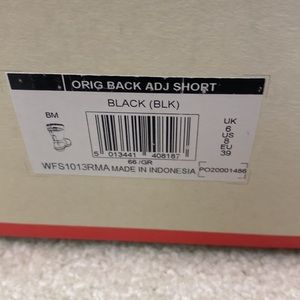 ORIG BACK ADJ SHORT
BLACK (BLK)
BM
UK
6
US
8
EU
39
5 013441 408187
66 /GR
WFS1013RMA MADE IN INDONESIA
PO20001486